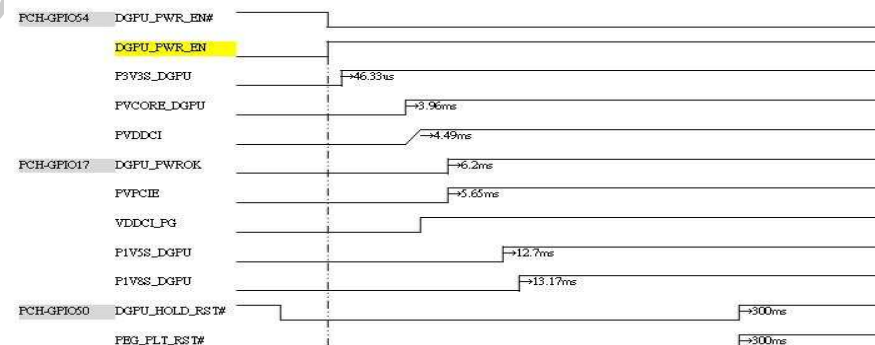 PCH-GPIO54 DGPU_PWR_EN#
DGPU_PWR_EN
P3V3S_DGPU →46.33us
PVCORE_DGPU →3.96ms
PVDDCI →4.49ms
PCH-GPIO17 DGPU_PWROK →6.2ms
PVPCIE →5.65ms
VDDCI_PG
P1V5S_DGPU →12.7ms
P1V8S_DGPU →13.17ms
PCH-GPIO50 DGPU_HOLD_RST# →300ms
PEG_PLT_RST# →300ms